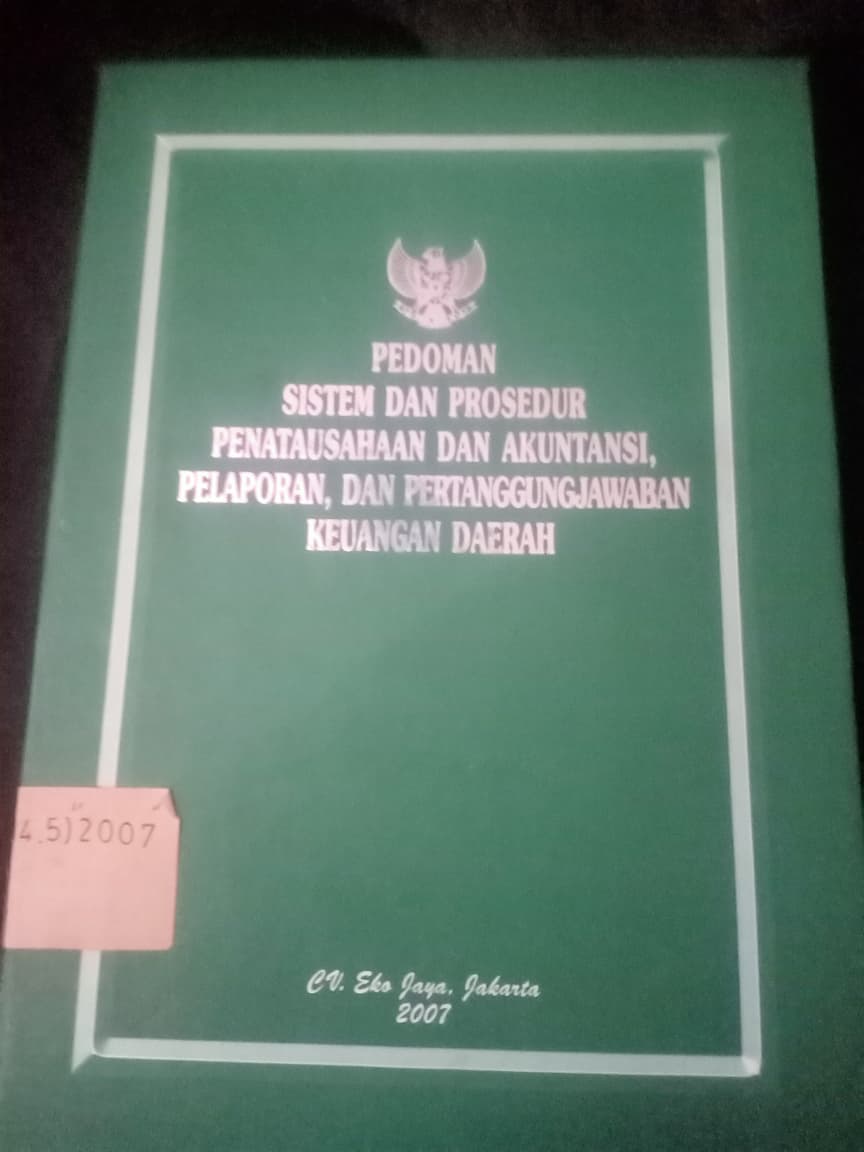 PEDOMAN
SISTEM DAN PROSEDUR
PENATAUSAHAAN DAN AKUNTANSI,
PELAPORAN, DAN PERTANGGUNGJAWABAN
KEUANGAN DAERAH
4.5)2007
CV. Eko Jaya, Jakarta
2007